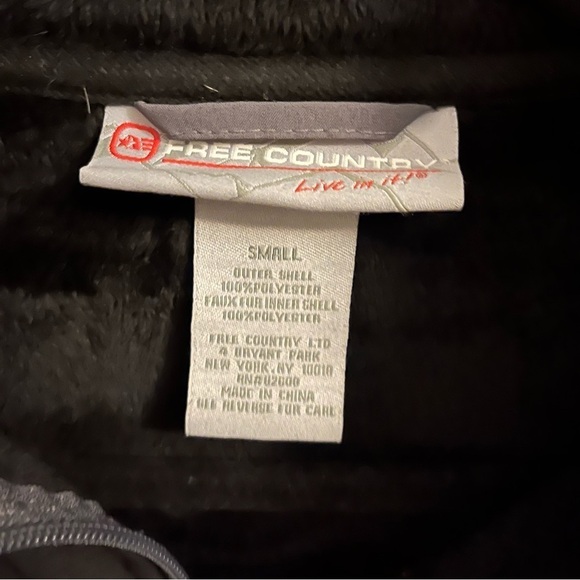 FREE COUNTRY
Live in it!®
SMALL
OUTER SHELL
100%POLYESTER
FAUX FUR INNER SHELL
100%POLYESTER
FREE COUNTRY LTD
4 BRYANT PARK
NEW YORK, NY 10018
RN#82000
MADE IN CHINA
SEE REVERSE FOR CARE